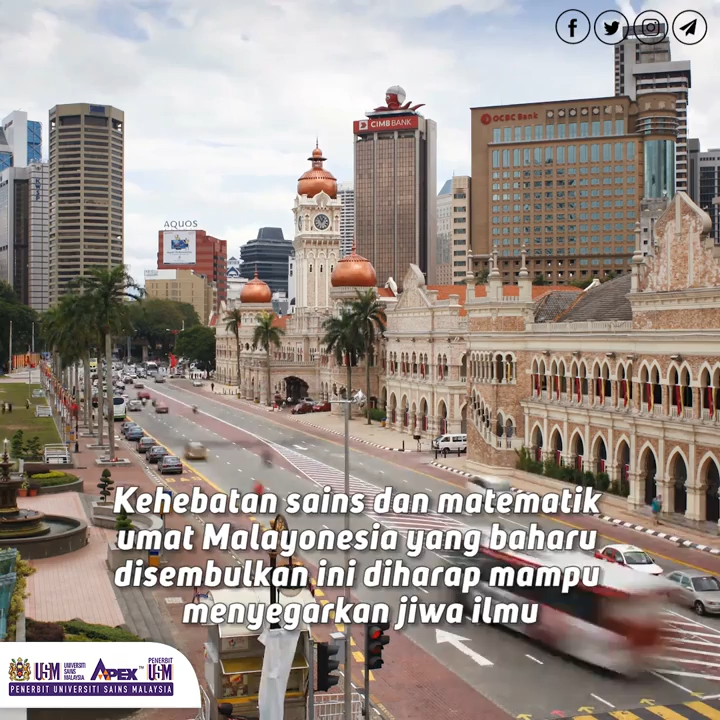 AQUOS
CIMB BANK
OCBC Bank
Kehebatan sains dan matematik
umat Malayonesia yang baharu
disembulkan ini diharap mampu
menyegarkan jiwa ilmu
USM
UNIVERSITI
SAINS
MALAYSIA
APEX™
PENERBIT
USM
PENERBIT UNIVERSITI SAINS MALAYSIA